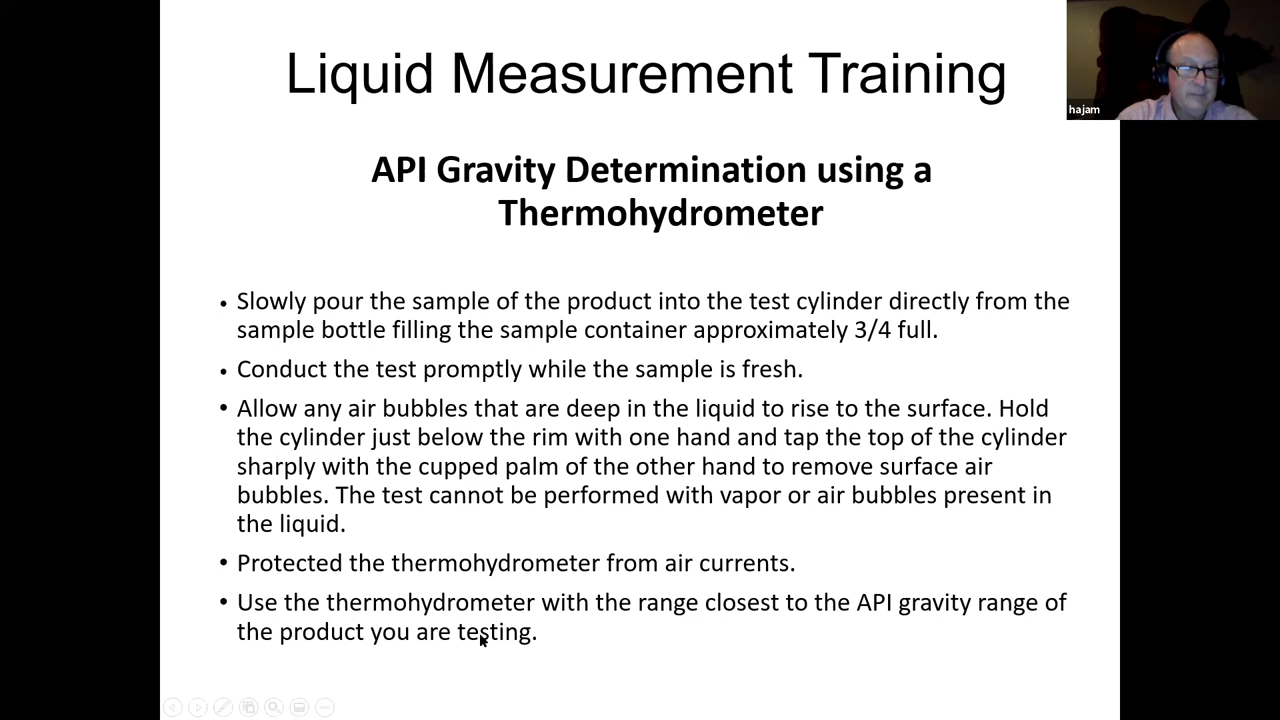 Liquid Measurement Training
hajam
API Gravity Determination using a
Thermohydrometer
• Slowly pour the sample of the product into the test cylinder directly from the
sample bottle filling the sample container approximately 3/4 full.
• Conduct the test promptly while the sample is fresh.
• Allow any air bubbles that are deep in the liquid to rise to the surface. Hold
the cylinder just below the rim with one hand and tap the top of the cylinder
sharply with the cupped palm of the other hand to remove surface air
bubbles. The test cannot be performed with vapor or air bubbles present in
the liquid.
• Protected the thermohydrometer from air currents.
• Use the thermohydrometer with the range closest to the API gravity range of
the product you are testing.